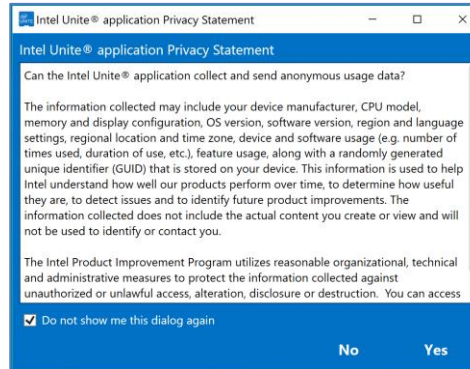 Intel Unite® application Privacy Statement
Intel Unite® application Privacy Statement
Can the Intel Unite® application collect and send anonymous usage data?
The information collected may include your device manufacturer, CPU model,
memory and display configuration, OS version, software version, region and language
settings, regional location and time zone, device and software usage (e.g. number of
times used, duration of use, etc.), feature usage, along with a randomly generated
unique identifier (GUID) that is stored on your device. This information is used to help
Intel understand how well our products perform over time, to determine how useful
they are, to detect issues and to identify future product improvements. The
information collected does not include the actual content you create or view and will
not be used to identify or contact you.
The Intel Product Improvement Program utilizes reasonable organizational, technical
and administrative measures to protect the information collected against
unauthorized or unlawful access, alteration, disclosure or destruction. You can access
Do not show me this dialog again
No Yes